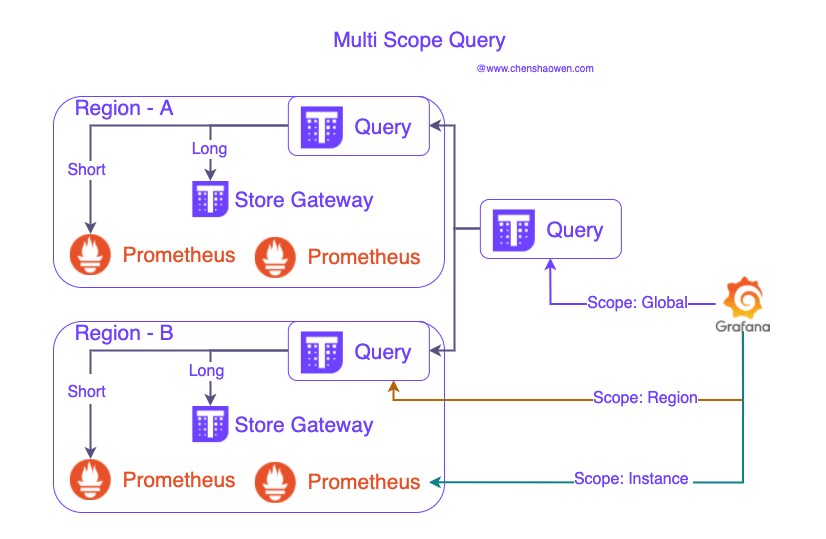 Multi Scope Query
@www.chenshaowen.com
Region - A
Query
Long
Short
Store Gateway
Prometheus
Prometheus
Query
Scope: Global
Grafana
Region - B
Query
Long
Short
Store Gateway
Scope: Region
Prometheus
Prometheus
Scope: Instance